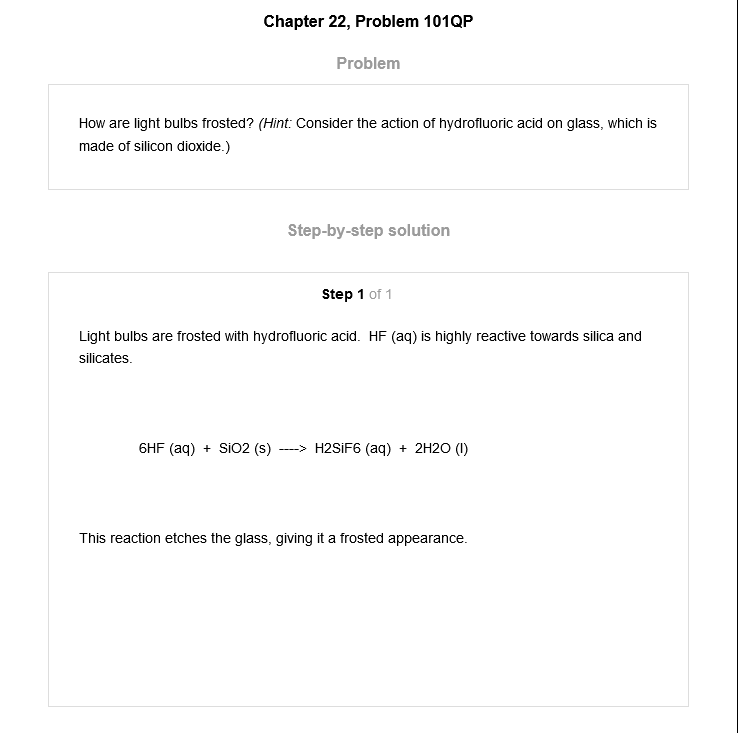 Chapter 22, Problem 101QP
Problem
How are light bulbs frosted? (Hint: Consider the action of hydrofluoric acid on glass, which is
made of silicon dioxide.)
Step-by-step solution
Step 1 of 1
Light bulbs are frosted with hydrofluoric acid.  HF (aq) is highly reactive towards silica and
silicates.
6HF (aq)  +  SiO2 (s)  ---->  H2SiF6 (aq)  +  2H2O (l)
This reaction etches the glass, giving it a frosted appearance.